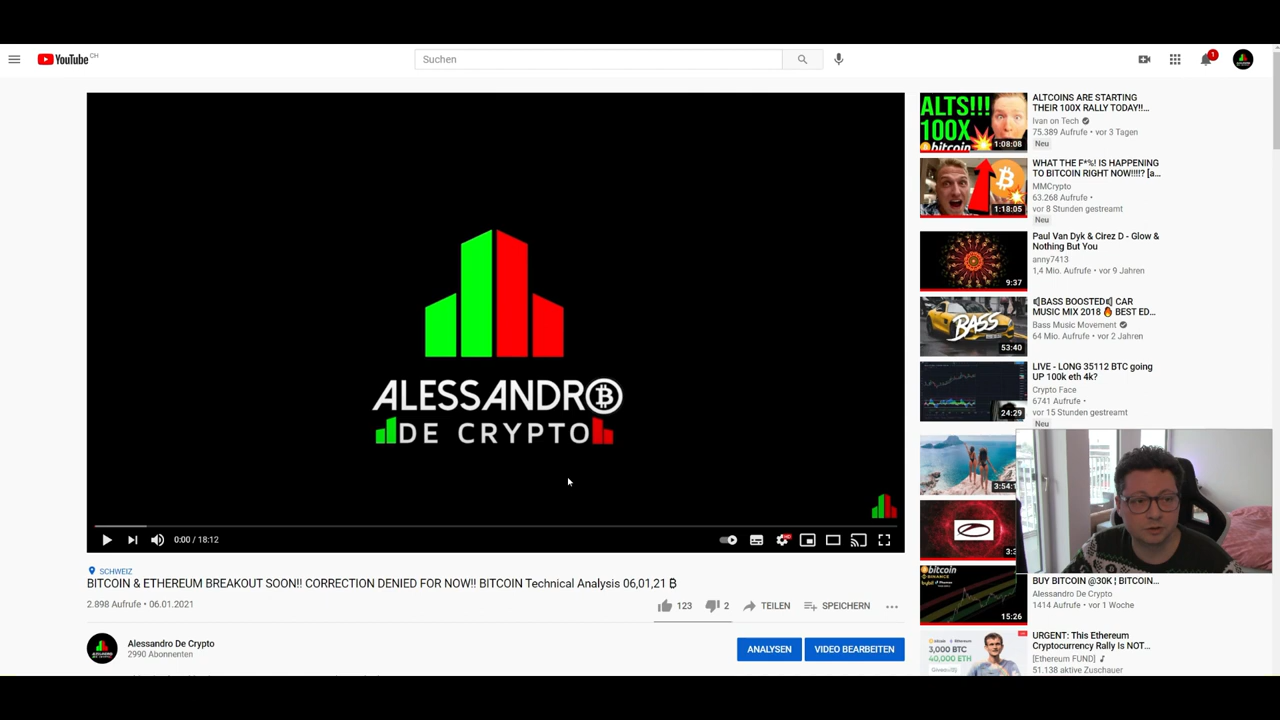 YouTube CH
Suchen
1
ALESSANDRO
DE CRYPTO
0:00 / 18:12
SCHWEIZ
BITCOIN & ETHEREUM BREAKOUT SOON!! CORRECTION DENIED FOR NOW!! BITCOIN Technical Analysis 06,01,21 ₿
2.898 Aufrufe • 06.01.2021
123
2
TEILEN
SPEICHERN
Alessandro De Crypto
2990 Abonnenten
ANALYSEN
VIDEO BEARBEITEN
ALTS!!!
100X
bitcoin
1:08:08
ALTCOINS ARE STARTING
THEIR 100X RALLY TODAY!!...
Ivan on Tech
75.389 Aufrufe • vor 3 Tagen
Neu
1:18:05
WHAT THE F*%! IS HAPPENING
TO BITCOIN RIGHT NOW!!!!? [a...
MMCrypto
63.268 Aufrufe •
vor 8 Stunden gestreamt
Neu
9:37
Paul Van Dyk & Cirez D - Glow &
Nothing But You
anny7413
1,4 Mio. Aufrufe • vor 9 Jahren
BASS
53:40
BASS BOOSTED CAR
MUSIC MIX 2018 🔥 BEST ED...
Bass Music Movement
64 Mio. Aufrufe • vor 2 Jahren
24:29
LIVE - LONG 35112 BTC going
UP 100k eth 4k?
Crypto Face
6741 Aufrufe •
vor 15 Stunden gestreamt
Neu
bitcoin
BINANCE
15:26
BUY BITCOIN @30K ¦ BITCOIN...
Alessandro De Crypto
1414 Aufrufe • vor 1 Woche
3,000 BTC
40,000 ETH
URGENT: This Ethereum
Cryptocurrency Rally Is NOT...
[Ethereum FUND] ♪
51.138 aktive Zuschauer